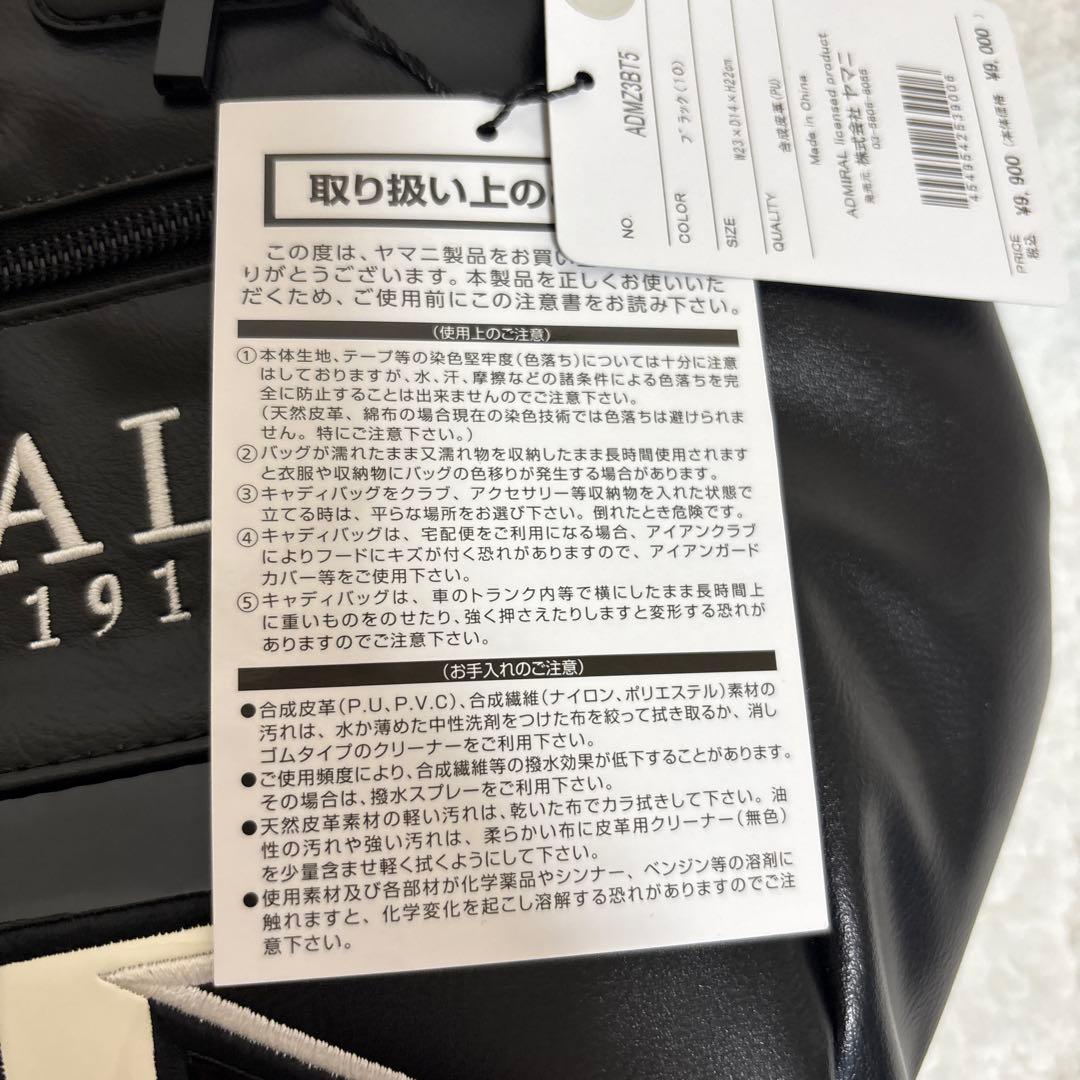 NO. ADMZ3BT5
COLOR ブラック(10)
SIZE W23×D14×H22cm
QUALITY 合成皮革(PU)
Made in China
ADMIRAL licensed product
発売元 株式会社 ヤマニ
PRICE 税込 ¥9,900 (本体価格 ¥9,000)
取り扱い上の
この度は、ヤマニ製品をお買い
りがとうございます。本製品を正しくお使いいた
だくため、ご使用前にこの注意書をお読み下さい。
(使用上のご注意)
①本体生地、テープ等の染色堅牢度(色落ち)については十分に注意
はしておりますが、水、汗、摩擦などの諸条件による色落ちを完
全に防止することは出来ませんのでご注意下さい。
(天然皮革、綿布の場合現在の染色技術では色落ちは避けられま
せん。特にご注意下さい。)
②バッグが濡れたまま又濡れ物を収納したまま長時間使用されます
と衣服や収納物にバッグの色移りが発生する場合があります。
③キャディバッグをクラブ、アクセサリー等収納物を入れた状態で
立てる時は、平らな場所をお選び下さい。倒れたとき危険です。
④キャディバッグは、宅配便をご利用になる場合、アイアンクラブ
によりフードにキズが付く恐れがありますので、アイアンガード
カバー等をご使用下さい。
⑤キャディバッグは、車のトランク内等で横にしたまま長時間上
に重いものをのせたり、強く押さえたりしますと変形する恐れが
ありますのでご注意下さい。
(お手入れのご注意)
●合成皮革(P.U,P.V.C)、合成繊維(ナイロン、ポリエステル)素材の
汚れは、水か薄めた中性洗剤をつけた布を絞って拭き取るか、消し
ゴムタイプのクリーナーをご利用下さい。
●ご使用頻度により、合成繊維等の撥水効果が低下することがあります。
その場合は、撥水スプレーをご利用下さい。
●天然皮革素材の軽い汚れは、乾いた布でカラ拭きして下さい。油
性の汚れや強い汚れは、柔らかい布に皮革用クリーナー(無色)
を少量含ませ軽く拭くようにして下さい。
●使用素材及び各部材が化学薬品やシンナー、ベンジン等の溶剤に
触れますと、化学変化を起こし溶解する恐れがありますのでご注
意下さい。
AL
191